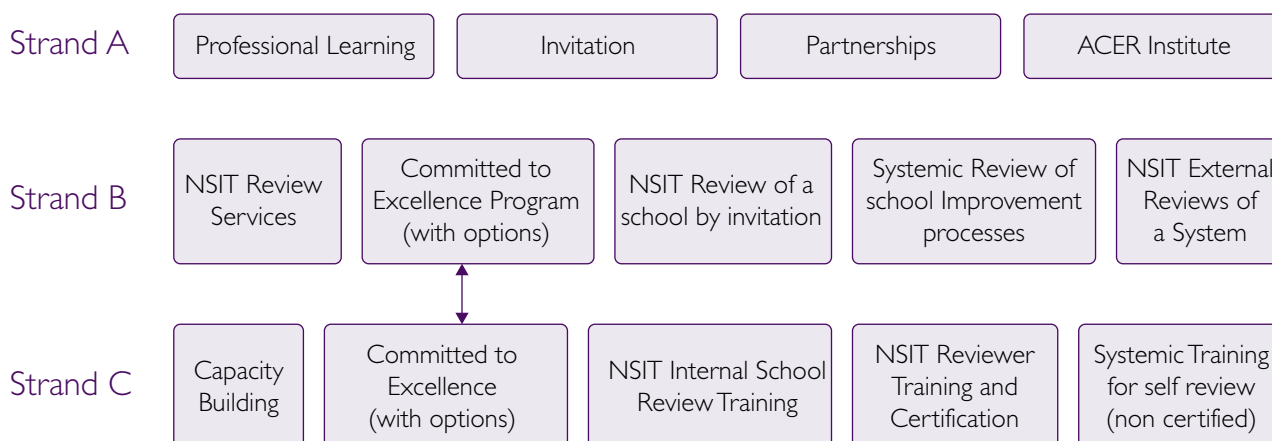 Strand A
Professional Learning
Invitation
Partnerships
ACER Institute
Strand B
NSIT Review
Services
Committed to
Excellence Program
(with options)
NSIT Review of a
school by invitation
Systemic Review of
school Improvement
processes
NSIT External
Reviews of
a System
Strand C
Capacity
Building
Committed to
Excellence
(with options)
NSIT Internal School
Review Training
NSIT Reviewer
Training and
Certification
Systemic Training
for self review
(non certified)